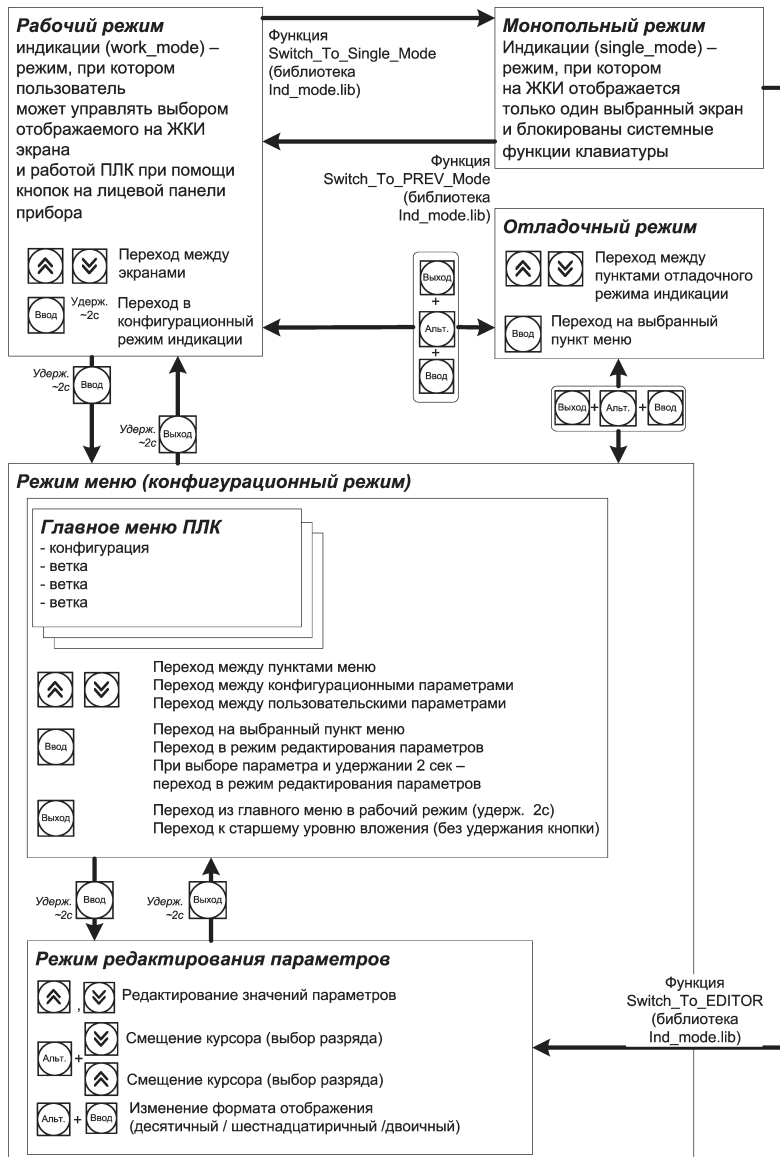 Рабочий режим
индикации (work_mode) –
режим, при котором
пользователь
может управлять выбором
отображаемого на ЖКИ
экрана
и работой ПЛК при помощи
кнопок на лицевой панели
прибора
Переход между
экранами
Ввод
Удерж.
~2с
Переход в
конфигурационный
режим индикации
Функция
Switch_To_Single_Mode
(библиотека
Ind_mode.lib)
Монопольный режим
Индикации (single_mode) –
режим, при котором
на ЖКИ отображается
только один выбранный экран
и блокированы системные
функции клавиатуры
Функция
Switch_To_PREV_Mode
(библиотека
Ind_mode.lib)
Выход
+
Альт.
+
Ввод
Отладочный режим
Переход между
пунктами отладочного
режима индикации
Ввод
Переход на выбранный
пункт меню
Удерж.
~2с
Ввод
Удерж.
~2с
Выход
Выход + Альт. + Ввод
Режим меню (конфигурационный режим)
Главное меню ПЛК
- конфигурация
- ветка
- ветка
- ветка
Переход между пунктами меню
Переход между конфигурационными параметрами
Переход между пользовательскими параметрами
Ввод
Переход на выбранный пункт меню
Переход в режим редактирования параметров
При выборе параметра и удержании 2 сек –
переход в режим редактирования параметров
Выход
Переход из главного меню в рабочий режим (удерж. 2с)
Переход к старшему уровню вложения (без удержания кнопки)
Удерж.
~2с
Ввод
Удерж.
~2с
Выход
Режим редактирования параметров
, Редактирование значений параметров
Альт. +
Смещение курсора (выбор разряда)
Смещение курсора (выбор разряда)
Альт. + Ввод
Изменение формата отображения
(десятичный / шестнадцатиричный /двоичный)
Функция
Switch_To_EDITOR
(библиотека
Ind_mode.lib)